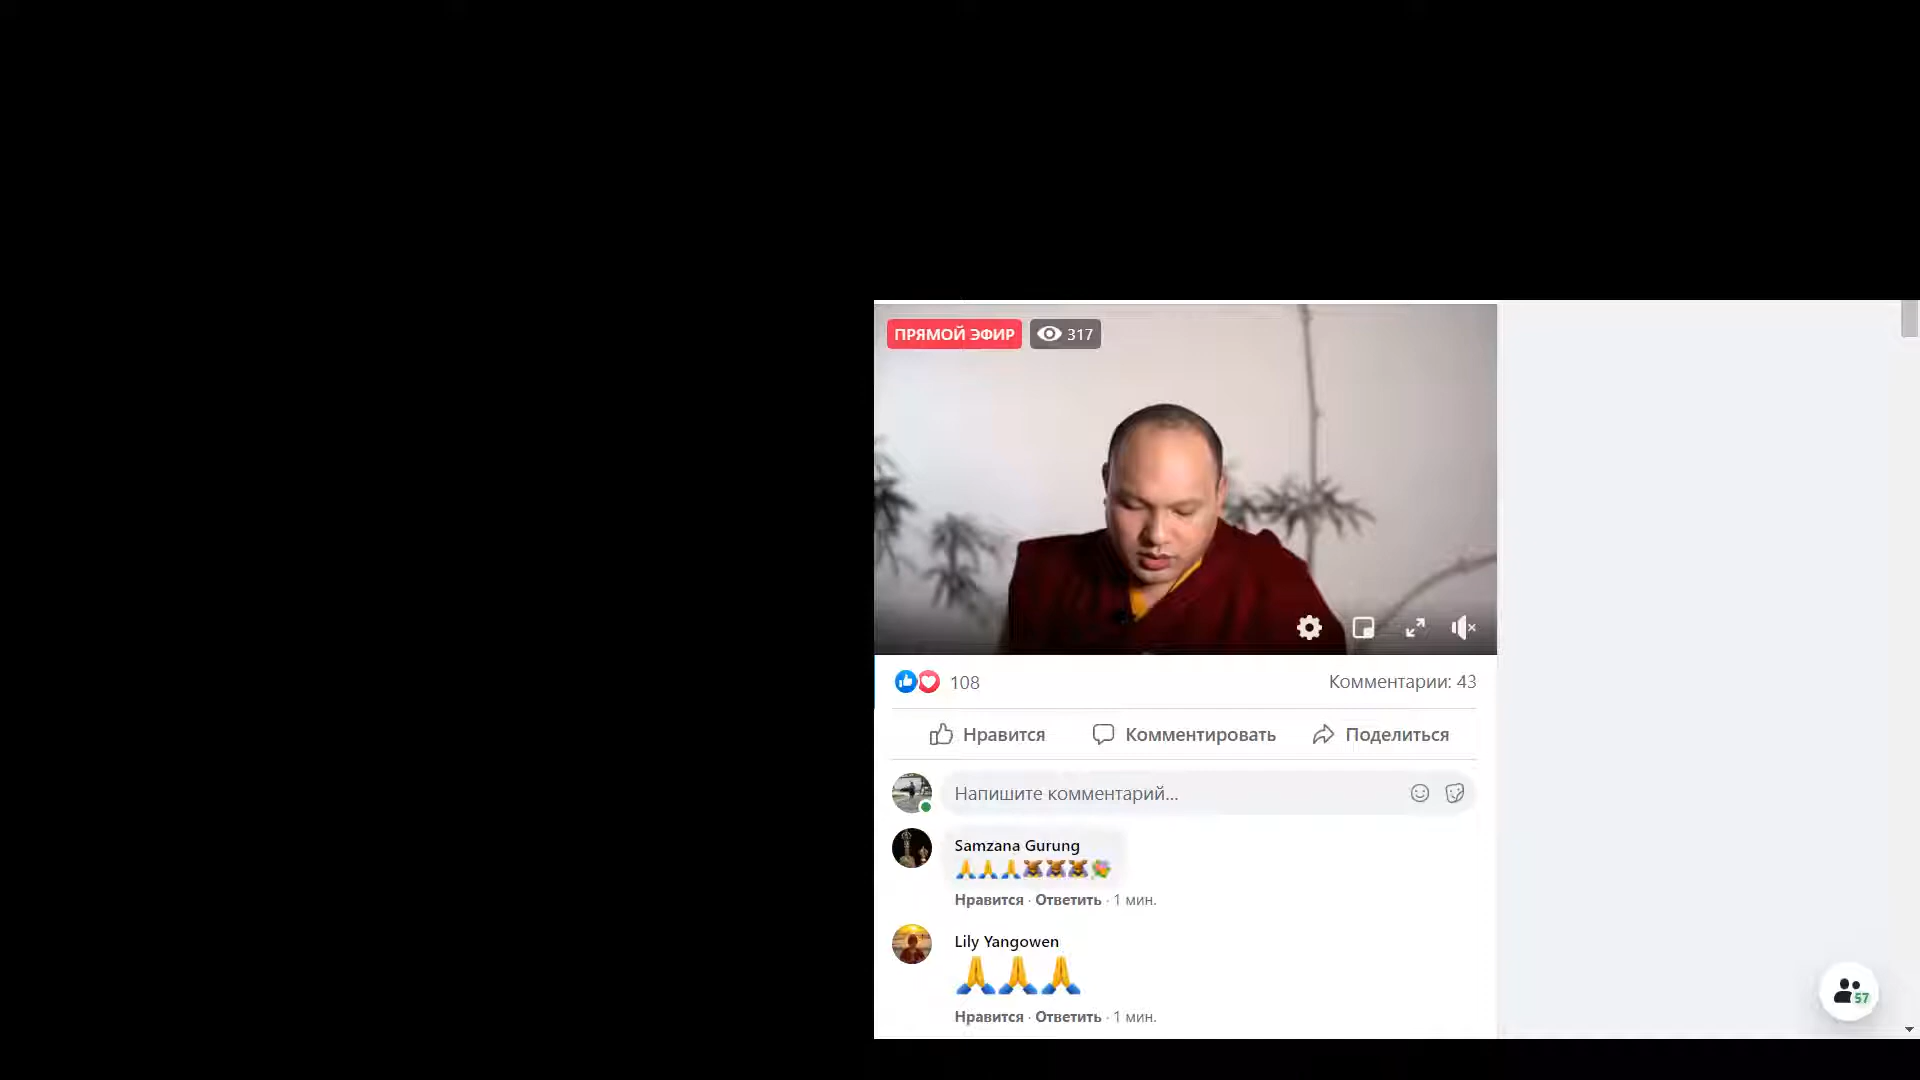 ПРЯМОЙ ЭФИР 317
108 Комментарии: 43
Нравится Комментировать Поделиться
Напишите комментарий...
Samzana Gurung
🙏🙏🙏🙇🙇🙇💐
Нравится · Ответить · 1 мин.
Lily Yangowen
🙏🙏🙏
Нравится · Ответить · 1 мин.
57